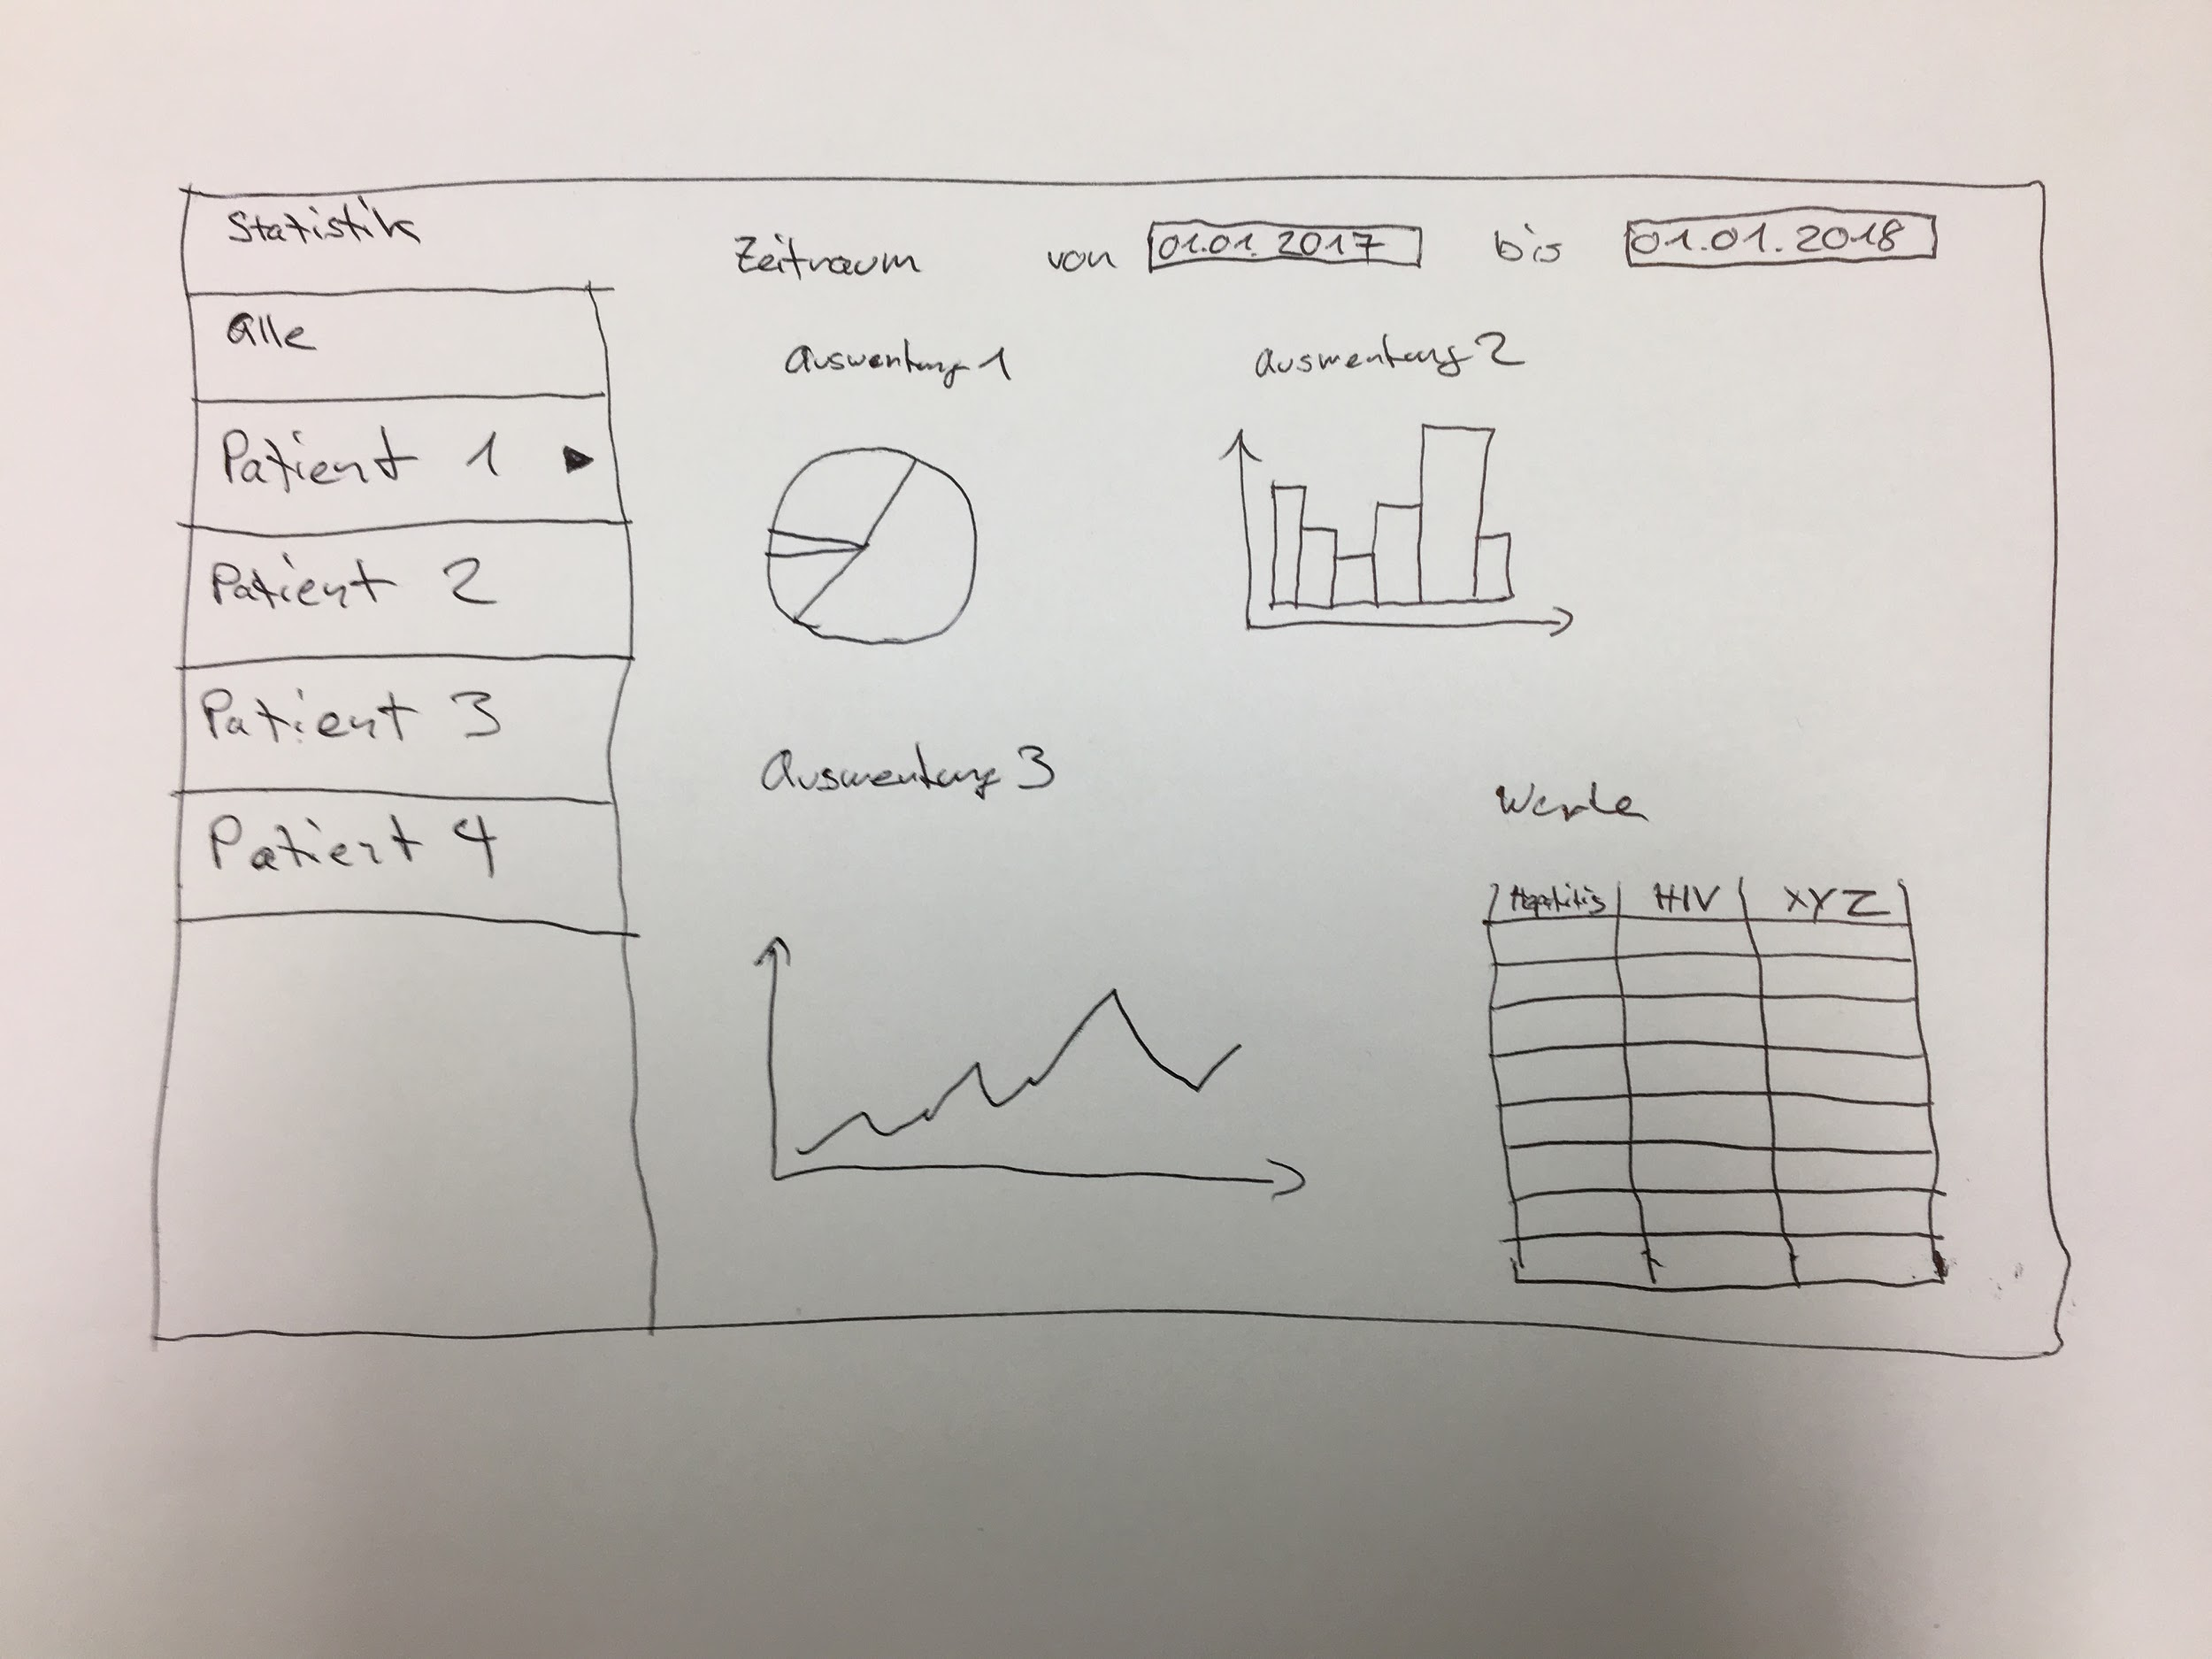 Statistik
Zeitraum von 01.01.2017 bis 01.01.2018
Alle
Auswertung 1
Auswertung 2
Patient 1
Patient 2
Patient 3
Patient 4
Auswertung 3
Werte
Hepatitis HIV XYZ